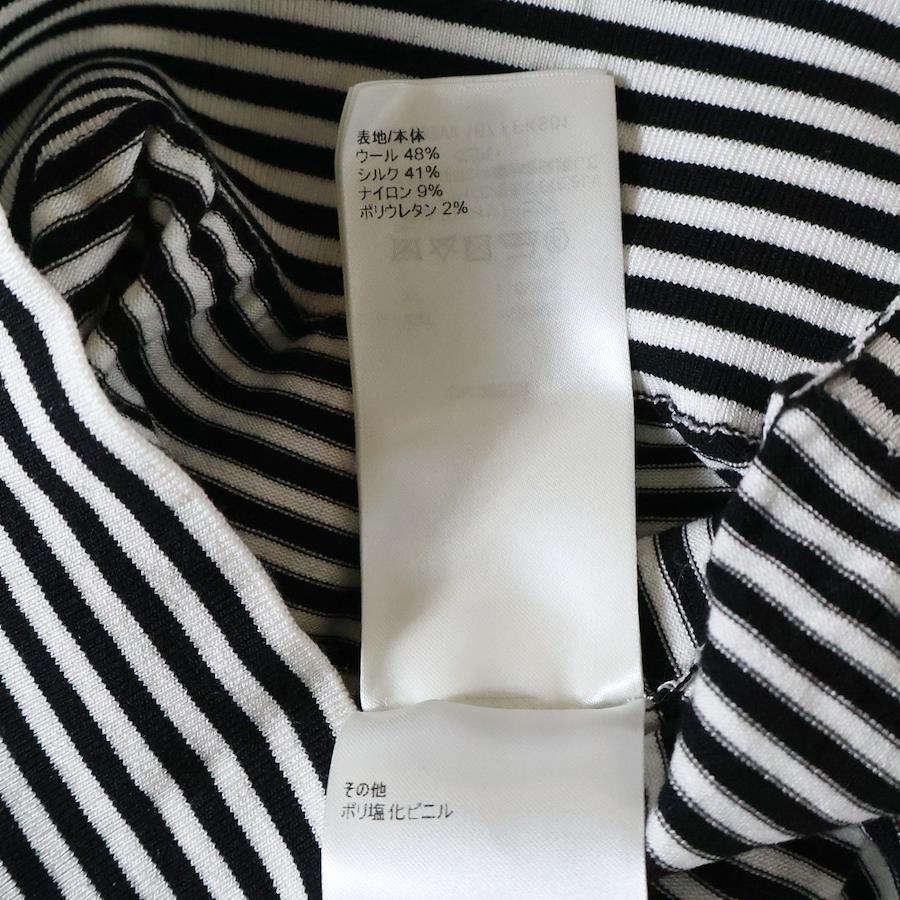 表地/本体
ウール 48%
シルク 41%
ナイロン 9%
ポリウレタン 2%
その他
ポリ塩化ビニル